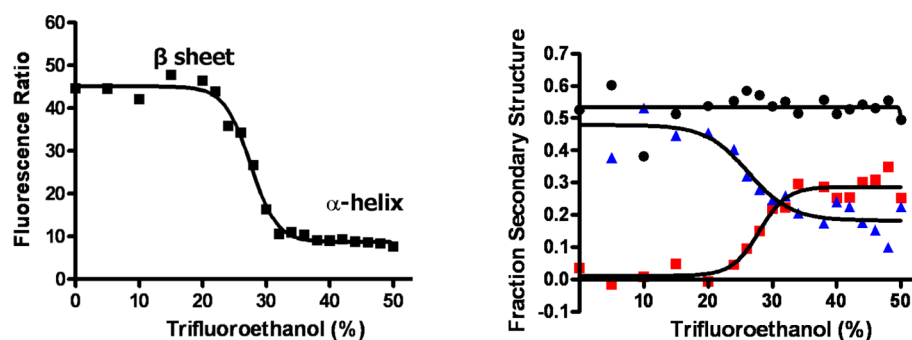 60
50
40
30
20
10
0
Fluorescence Ratio
β sheet
α-helix
0 10 20 30 40 50
Trifluoroethanol (%)
0.7
0.6
0.5
0.4
0.3
0.2
0.1
0.0
-0.1
Fraction Secondary Structure
10 20 30 40 50
Trifluoroethanol (%)